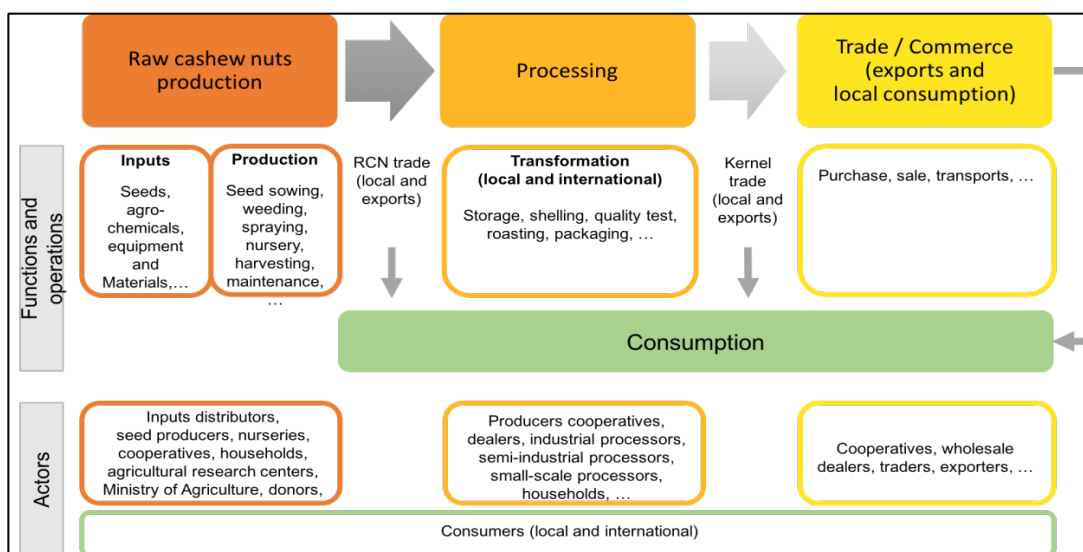 Raw cashew nuts
production
Processing
Trade / Commerce
(exports and
local consumption)
Functions and
operations
Inputs
Seeds,
agro-
chemicals,
equipment
and
Materials,...
Production
Seed sowing,
weeding,
spraying,
nursery,
harvesting,
maintenance,
...
RCN trade
(local and
exports)
Transformation
(local and international)
Storage, shelling, quality test,
roasting, packaging, ...
Kernel
trade
(local and
exports)
Purchase, sale, transports, ...
Consumption
Actors
Inputs distributors,
seed producers, nurseries,
cooperatives, households,
agricultural research centers,
Ministry of Agriculture, donors,
Producers cooperatives,
dealers, industrial processors,
semi-industrial processors,
small-scale processors,
households, ...
Cooperatives, wholesale
dealers, traders, exporters, ...
Consumers (local and international)